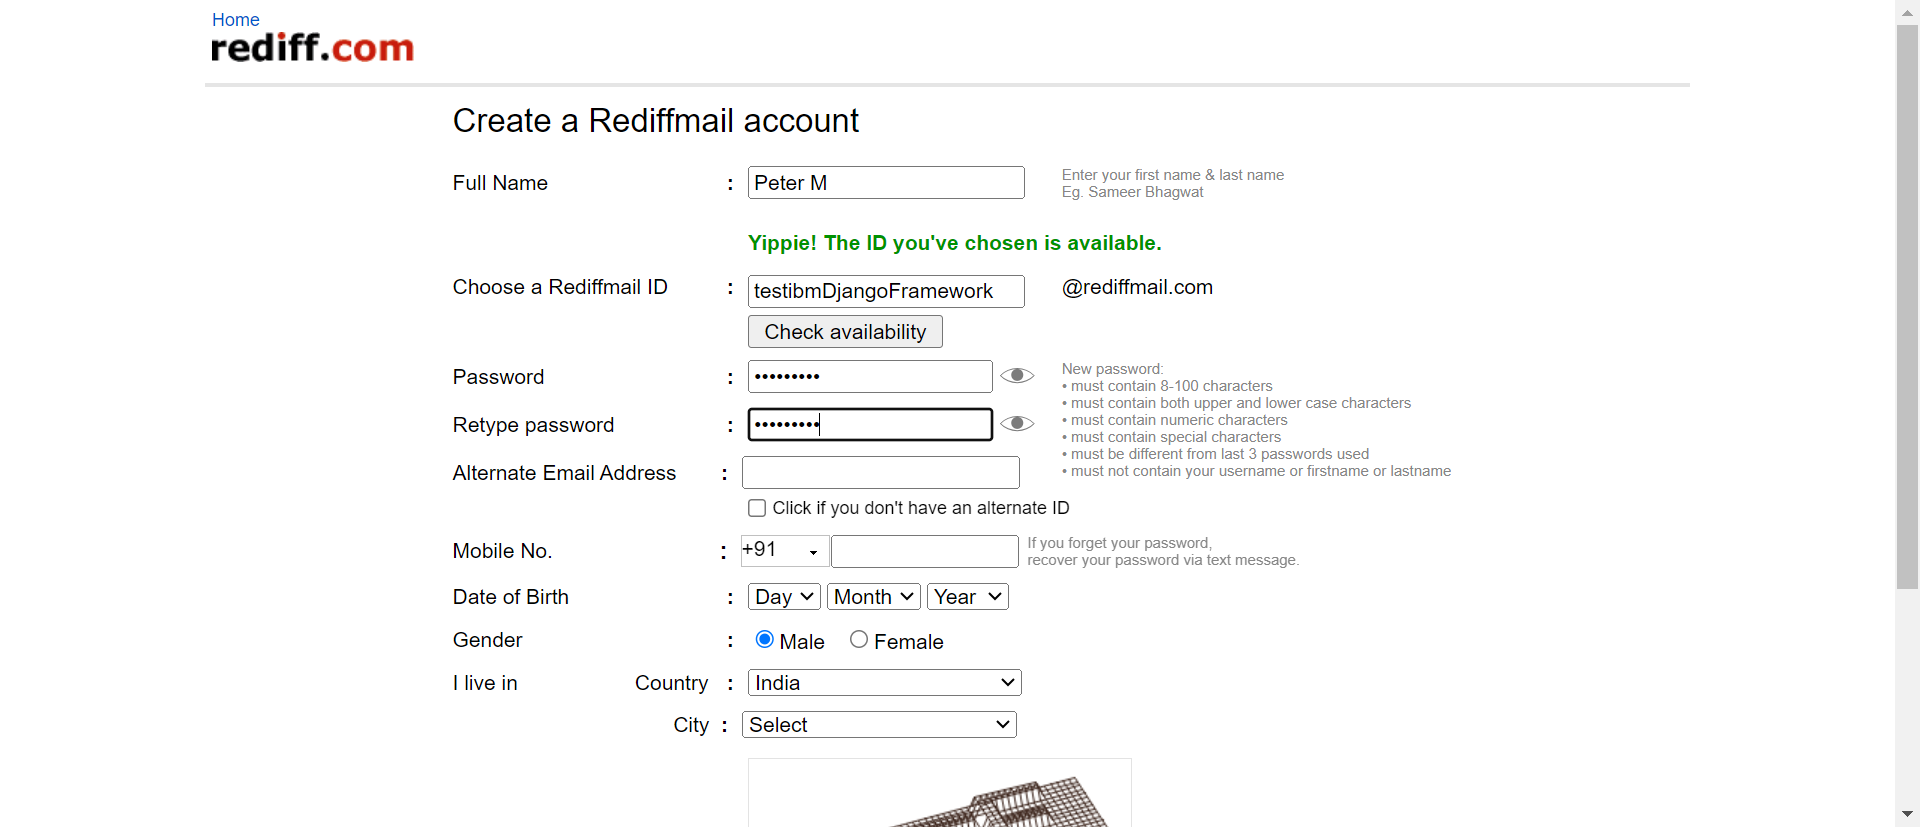 Home
rediff.com
Create a Rediffmail account
Full Name : Peter M
Enter your first name & last name
Eg. Sameer Bhagwat
Yippie! The ID you've chosen is available.
Choose a Rediffmail ID : testibmDjangoFramework @rediffmail.com
Check availability
Password : •••••••••
Retype password : •••••••••
New password:
• must contain 8-100 characters
• must contain both upper and lower case characters
• must contain numeric characters
• must contain special characters
• must be different from last 3 passwords used
• must not contain your username or firstname or lastname
Alternate Email Address :
Click if you don't have an alternate ID
Mobile No. : +91
If you forget your password,
recover your password via text message.
Date of Birth : Day Month Year
Gender : Male Female
I live in Country : India
City : Select